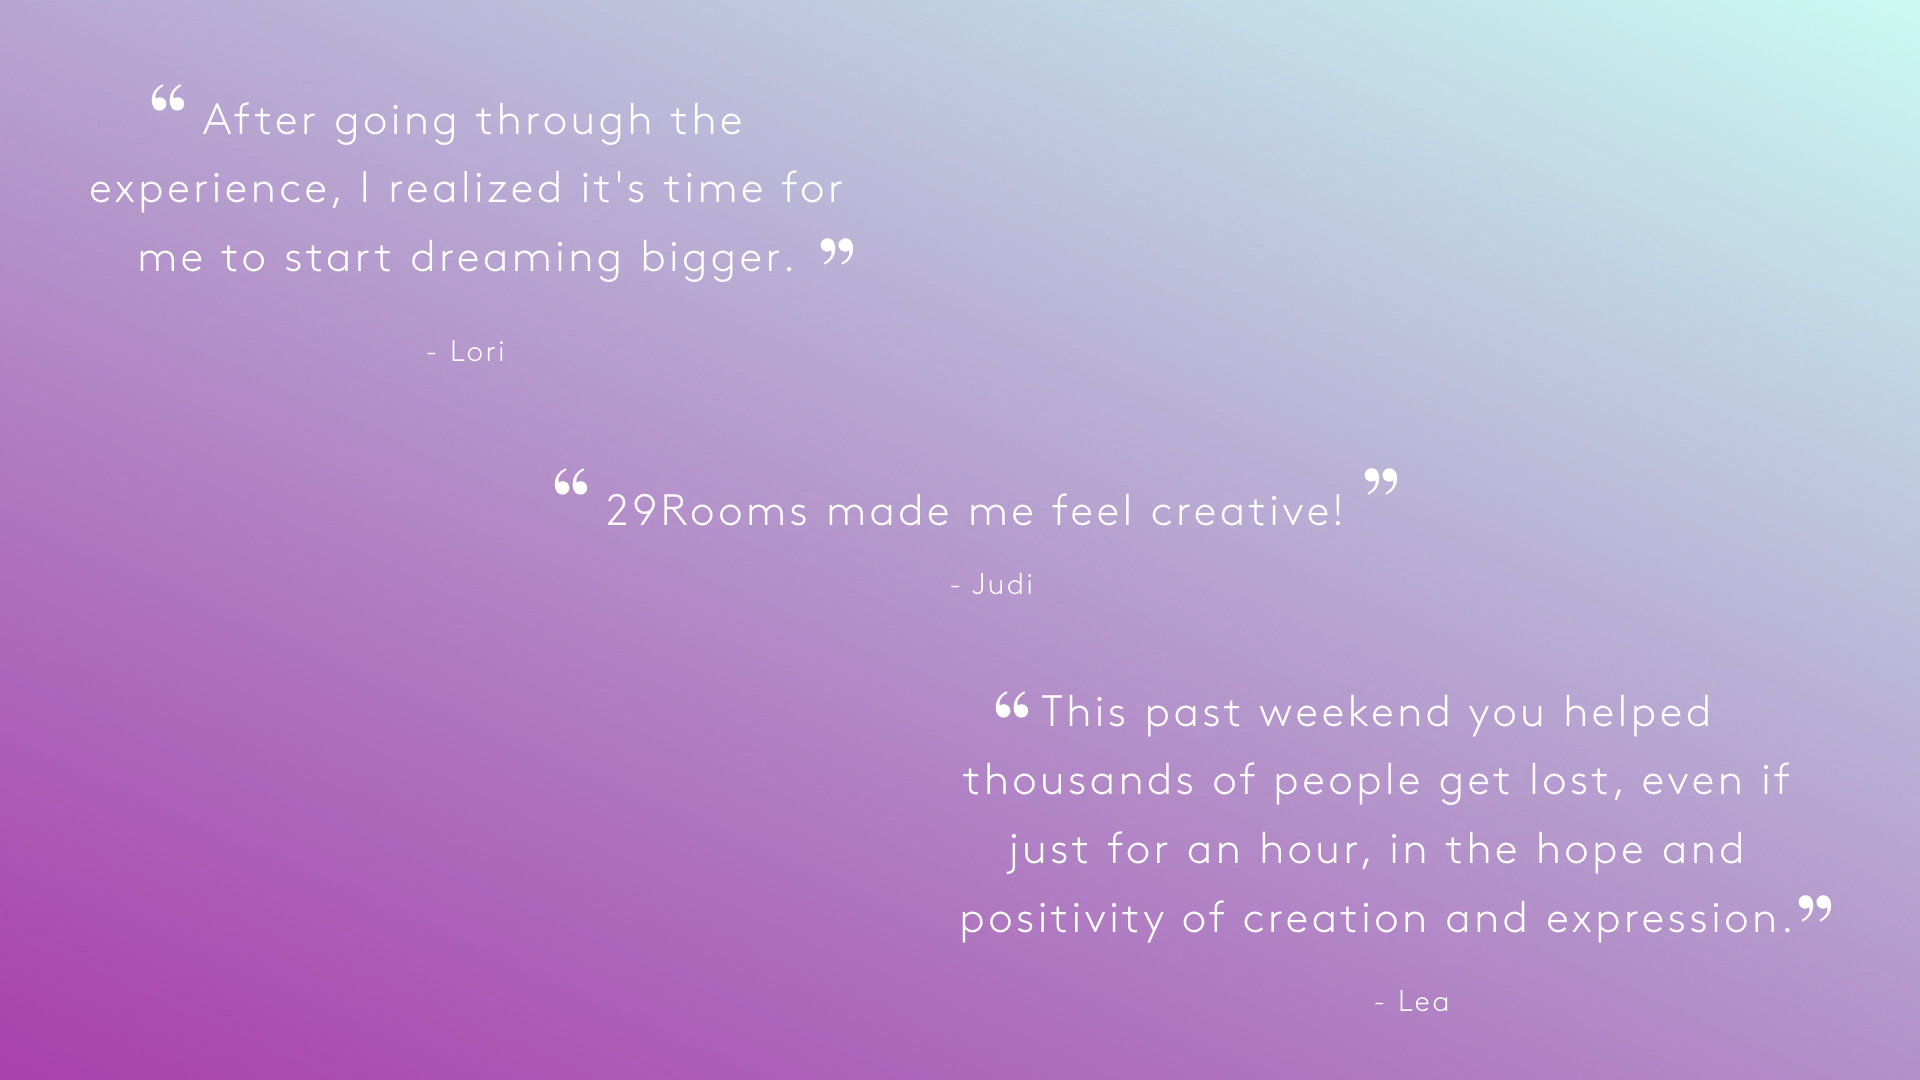 “ After going through the
experience, I realized it's time for
me to start dreaming bigger. ”
- Lori
“ 29Rooms made me feel creative! ”
- Judi
“ This past weekend you helped
thousands of people get lost, even if
just for an hour, in the hope and
positivity of creation and expression.”
- Lea